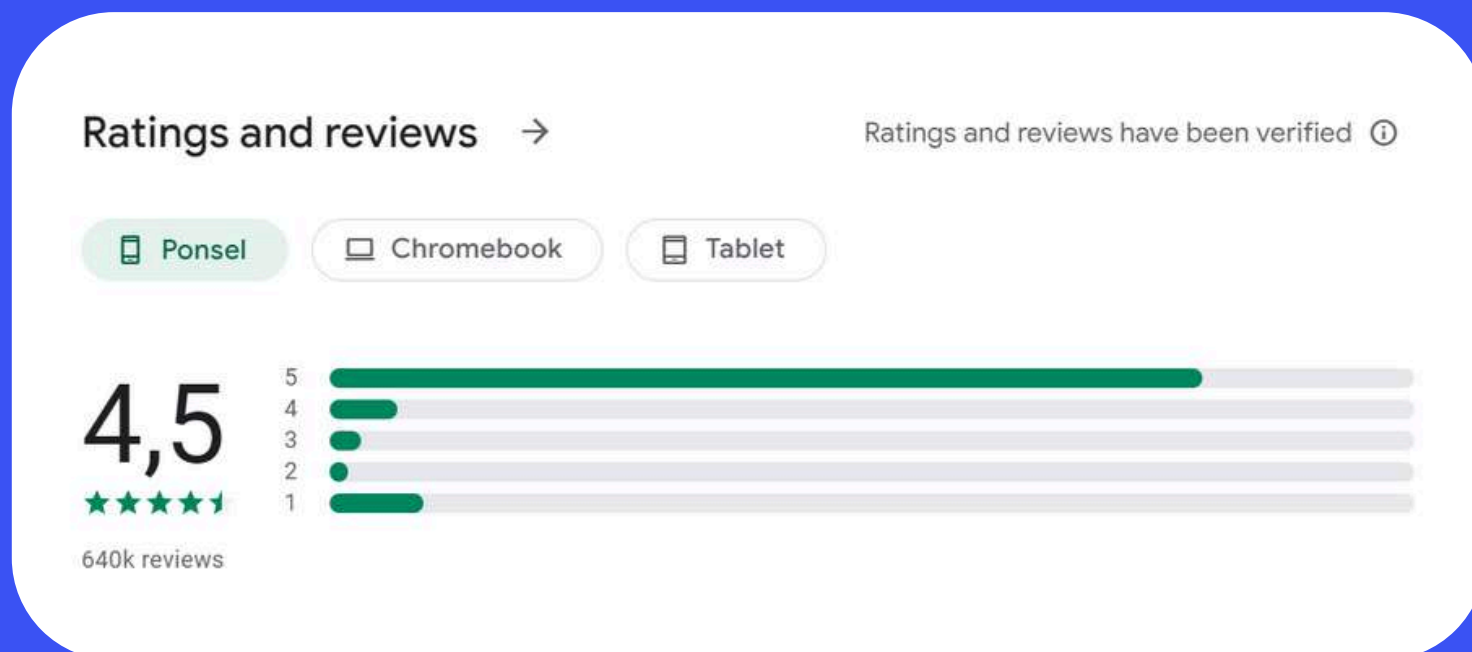 Ratings and reviews
Ratings and reviews have been verified
Ponsel
Chromebook
Tablet
4,5
5
4
3
2
1
640k reviews